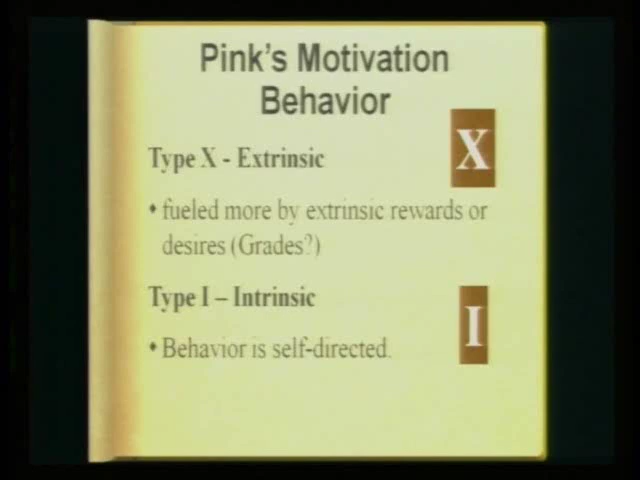 Pink's Motivation
Behavior
Type X - Extrinsic
X
• fueled more by extrinsic rewards or
desires (Grades?)
Type I – Intrinsic
I
• Behavior is self-directed.